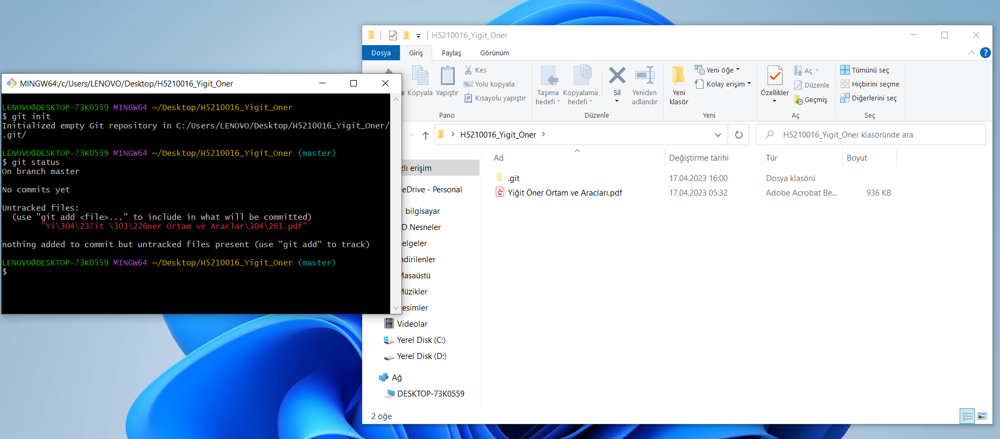 MINGW64:/c/Users/LENOVO/Desktop/H5210016_Yigit_Oner
LENOVO@DESKTOP-73K0559 MINGW64 ~/Desktop/H5210016_Yigit_Oner
$ git init
Initialized empty Git repository in C:/Users/LENOVO/Desktop/H5210016_Yigit_Oner/
.git/
LENOVO@DESKTOP-73K0559 MINGW64 ~/Desktop/H5210016_Yigit_Oner (master)
$ git status
On branch master
No commits yet
Untracked files:
(use "git add <file>..." to include in what will be committed)
"Yi\304\237it \303\226ner Ortam ve Araclar\304\261.pdf"
nothing added to commit but untracked files present (use "git add" to track)
LENOVO@DESKTOP-73K0559 MINGW64 ~/Desktop/H5210016_Yigit_Oner (master)
$
H5210016_Yigit_Oner
Dosya Giriş Paylaş Görünüm
?
e Kopyala Yapıştır
Kes
Yolu kopyala
Kısayolu yapıştır
Pano
Taşıma hedefi
Kopyalama hedefi
Sil
Yeniden adlandır
Düzenle
Yeni klasör
Yeni öğe
Kolay erişim
Yeni
Özellikler
Aç
Düzenle
Geçmiş
Aç
Tümünü seç
Hiçbirini seçme
Diğerlerini seç
Seç
H5210016_Yigit_Oner
H5210016_Yigit_Oner klasöründe ara
zlı erişim
eDrive - Personal
bilgisayar
D Nesneler
elgeler
ndirilenler
Masaüstü
Müzikler
esimler
Videolar
Yerel Disk (C:)
Yerel Disk (D:)
Ağ
DESKTOP-73K0559
Ad Değiştirme tarihi Tür Boyut
.git 17.04.2023 16:00 Dosya klasörü
Yiğit Öner Ortam ve Aracları.pdf 17.04.2023 05:32 Adobe Acrobat Be... 936 KB
2 öğe